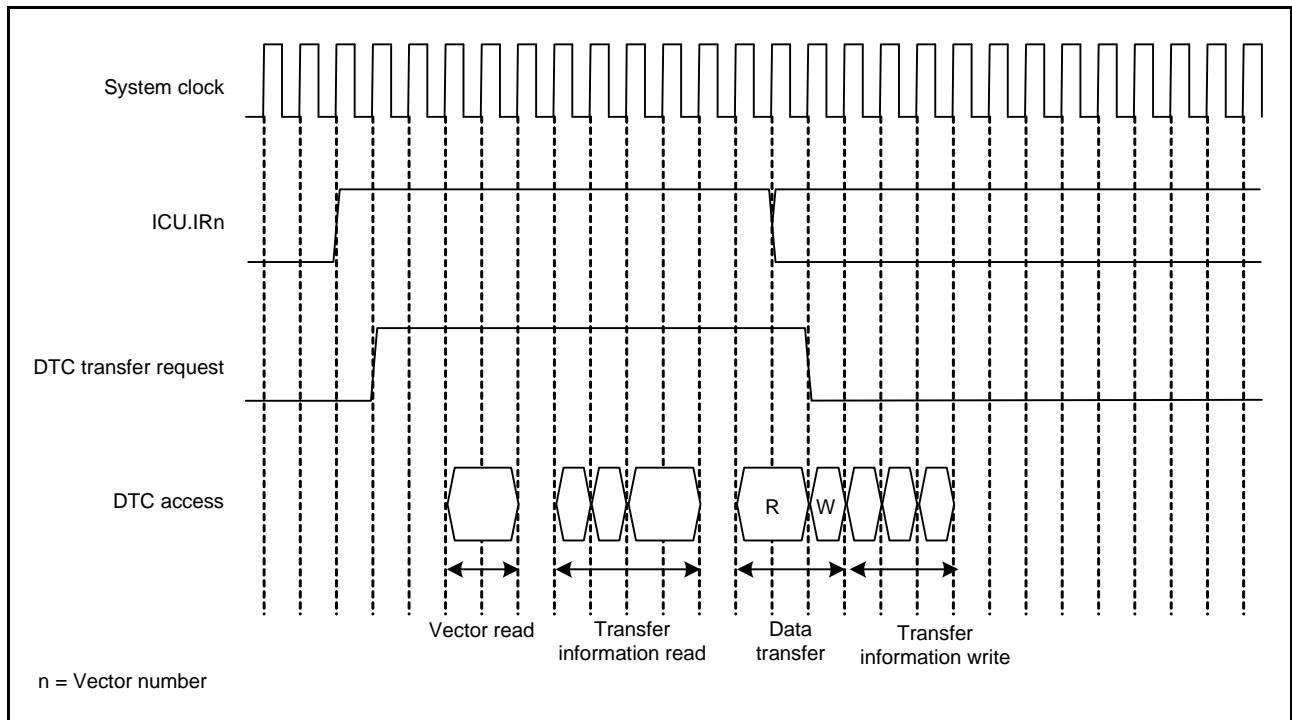 System clock
ICU.IRn
DTC transfer request
DTC access
R
W
Vector read
Transfer
information read
Data
transfer
Transfer
information write
n = Vector number